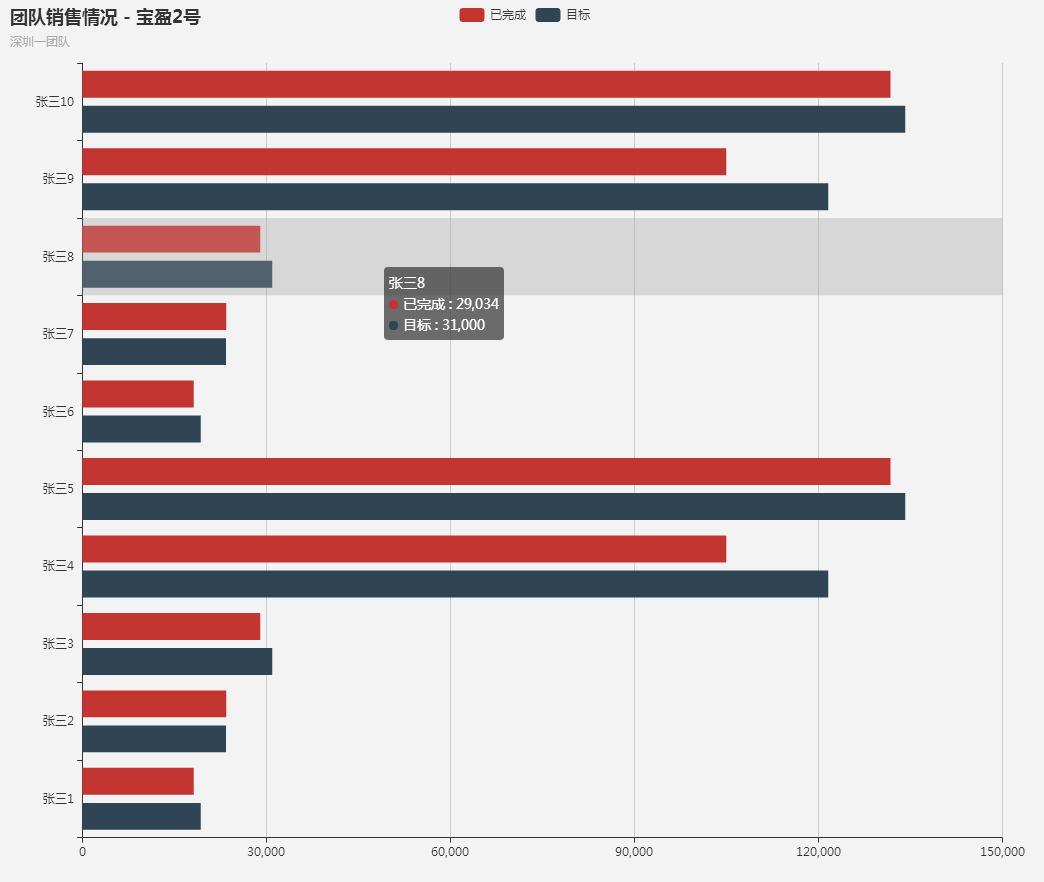 团队销售情况 - 宝盈2号
深圳一团队
已完成
目标
张三10
张三9
张三8
张三7
张三6
张三5
张三4
张三3
张三2
张三1
张三8
已完成 : 29,034
目标 : 31,000
0
30,000
60,000
90,000
120,000
150,000